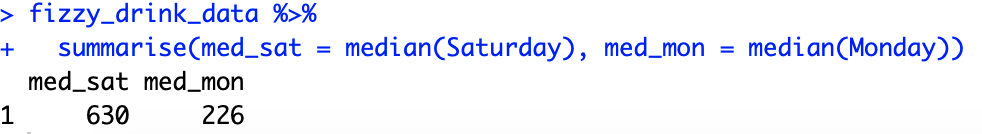 > fizzy_drink_data %>%
+   summarise(med_sat = median(Saturday), med_mon = median(Monday))
  med_sat med_mon
1     630     226